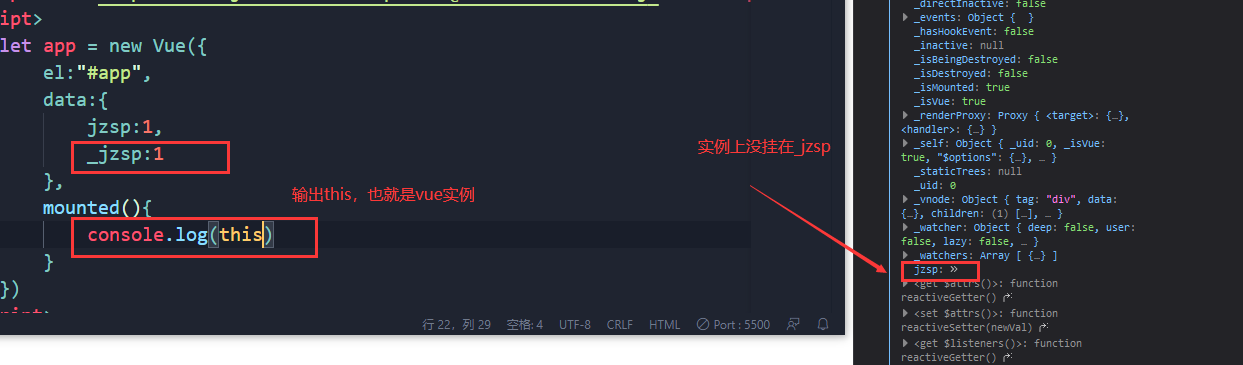 ipt>
let app = new Vue({
el:"#app",
data:{
jzsp:1,
_jzsp:1
},
mounted(){
console.log(this)
}
})
输出this，也就是vue实例
实例上没挂在_jzsp
行 22，列 29 空格: 4 UTF-8 CRLF HTML Port : 5500
_directInactive: false
_events: Object { }
_hasHookEvent: false
_inactive: null
_isBeingDestroyed: false
_isDestroyed: false
_isMounted: true
_isVue: true
_renderProxy: Proxy { <target>: {…},
<handler>: {…} }
_self: Object { _uid: 0, _isVue:
true, "$options": {…}, … }
_staticTrees: null
_uid: 0
_vnode: Object { tag: "div", data:
{…}, children: (1) […], … }
_watcher: Object { deep: false, user:
false, lazy: false, … }
_watchers: Array [ {…} ]
jzsp: »
<get $attrs()>: function
reactiveGetter()
<set $attrs()>: function
reactiveSetter(newVal)
<get $listeners()>: function
reactiveGetter()